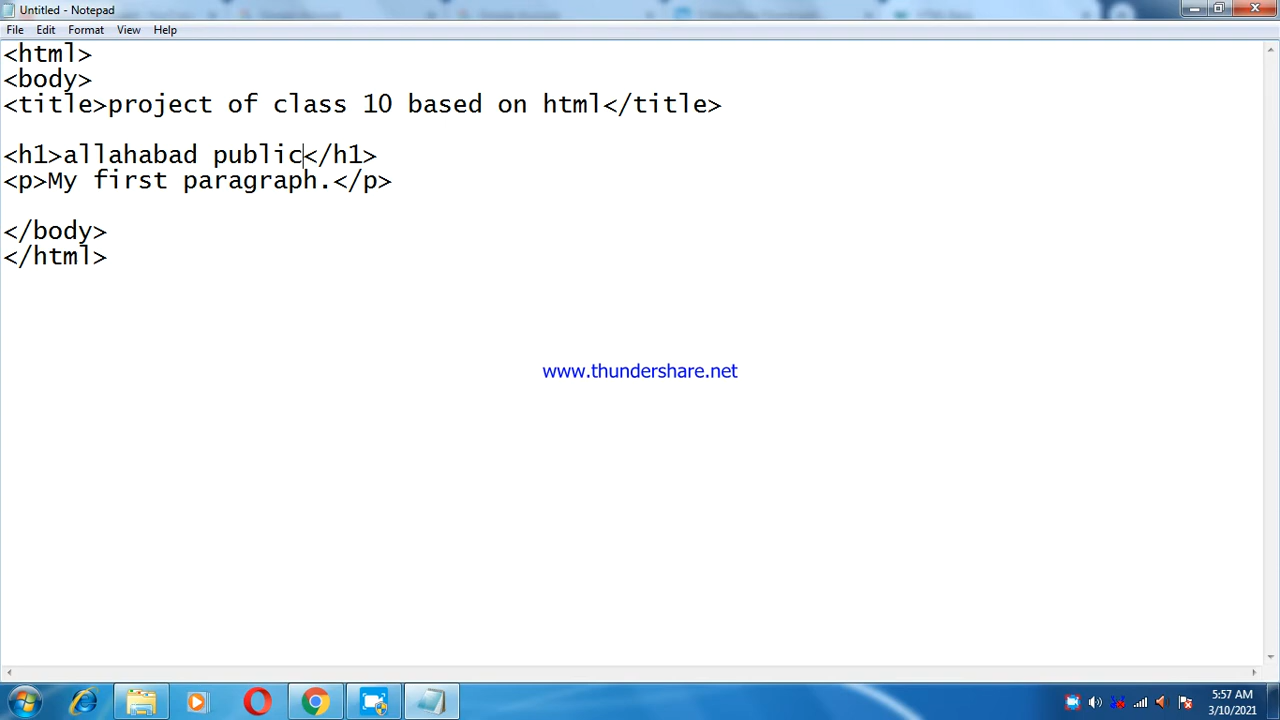 Untitled - Notepad
File Edit Format View Help
<html>
<body>
<title>project of class 10 based on html</title>
<h1>allahabad public</h1>
<p>My first paragraph.</p>
</body>
</html>
www.thundershare.net
5:57 AM
3/10/2021